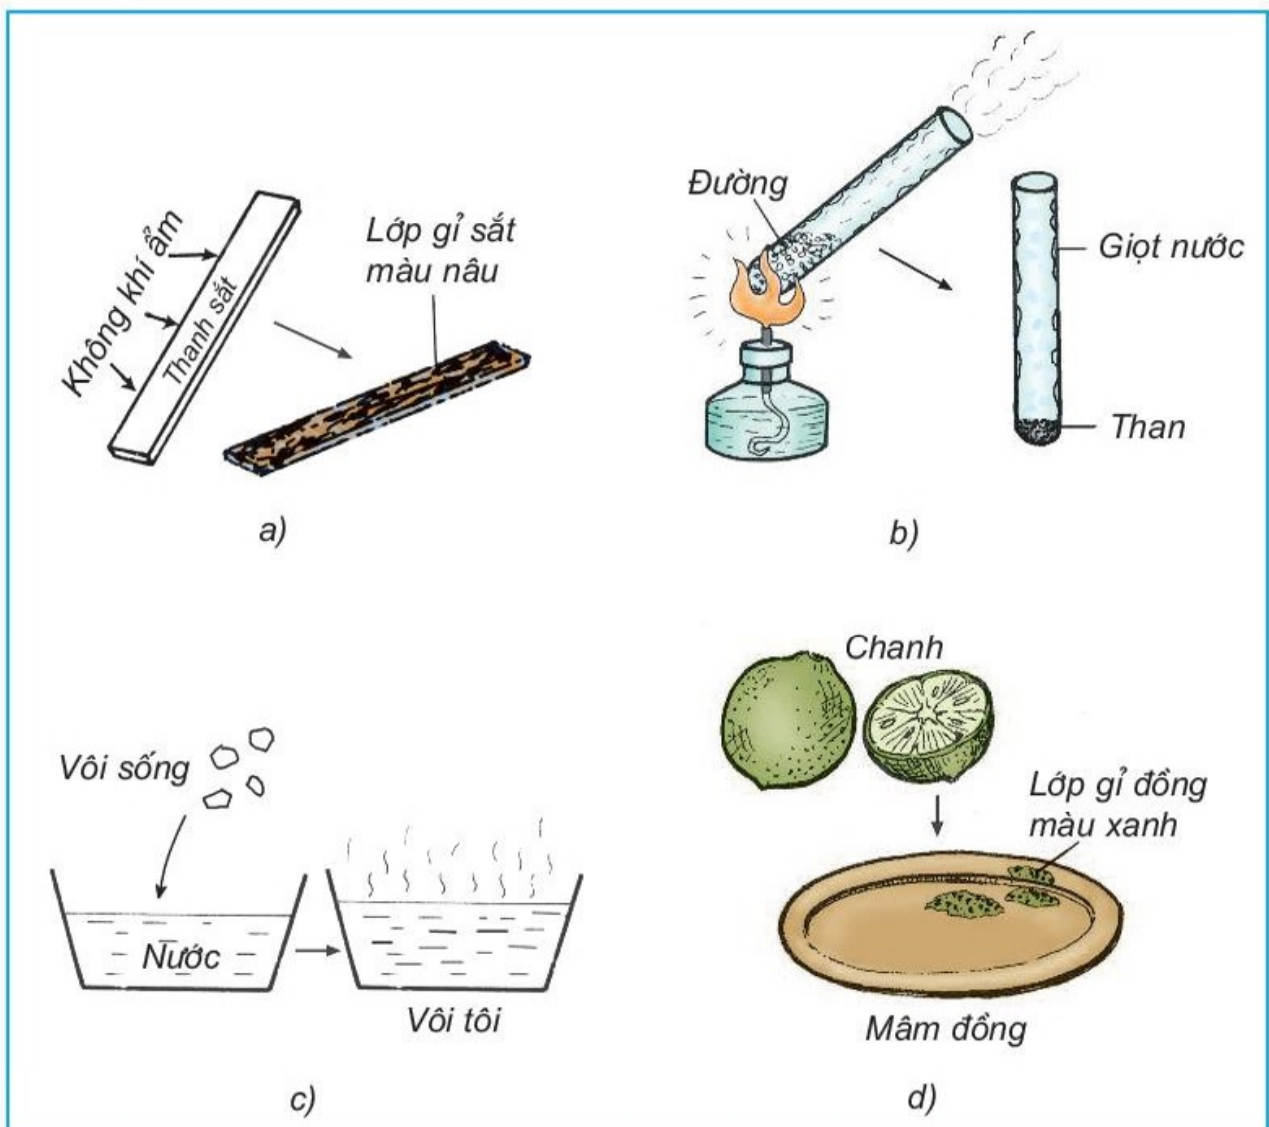 Không khí ẩm
Thanh sắt
Lớp gỉ sắt
màu nâu
a)
Đường
Giọt nước
Than
b)
Vôi sống
Nước
Vôi tôi
c)
Chanh
Lớp gỉ đồng
màu xanh
Mâm đồng
d)